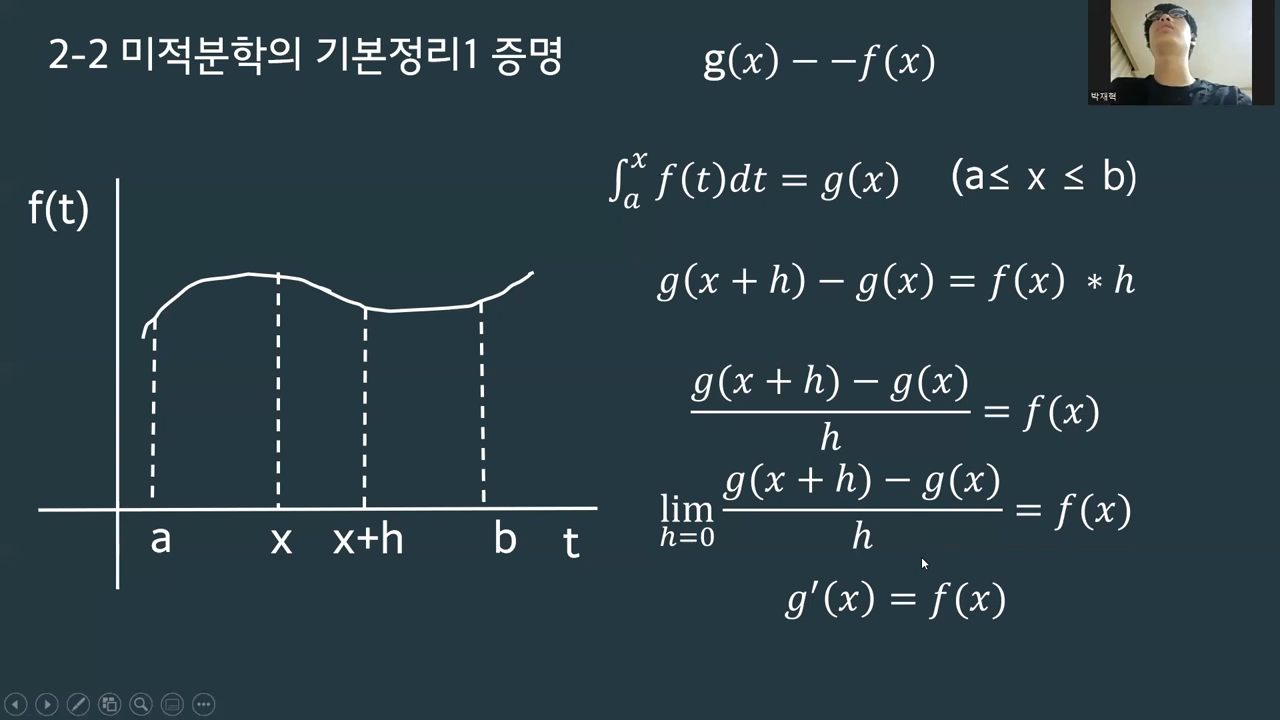 2-2 미적분학의 기본정리1 증명
g(x) − −f(x)
박재혁
∫ₐˣ f(t)dt = g(x) (a≤ x ≤ b)
g(x + h) − g(x) = f(x) ∗ h
g(x + h) − g(x)
h
= f(x)
lim
h=0
g(x + h) − g(x)
h
= f(x)
g′(x) = f(x)
f(t)
a x x+h b t